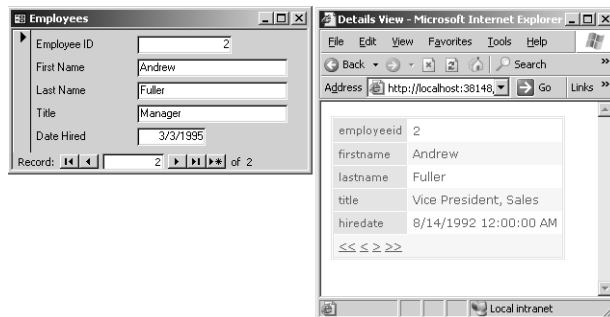 Employees
Employee ID 2
First Name Andrew
Last Name Fuller
Title Manager
Date Hired 3/3/1995
Record: 2 of 2
Details View - Microsoft Internet Explorer
File Edit View Favorites Tools Help
Back Search »
Address http://localhost:38148, Go Links »
employeeid 2
firstname Andrew
lastname Fuller
title Vice President, Sales
hiredate 8/14/1992 12:00:00 AM
<< < > >>
Local intranet